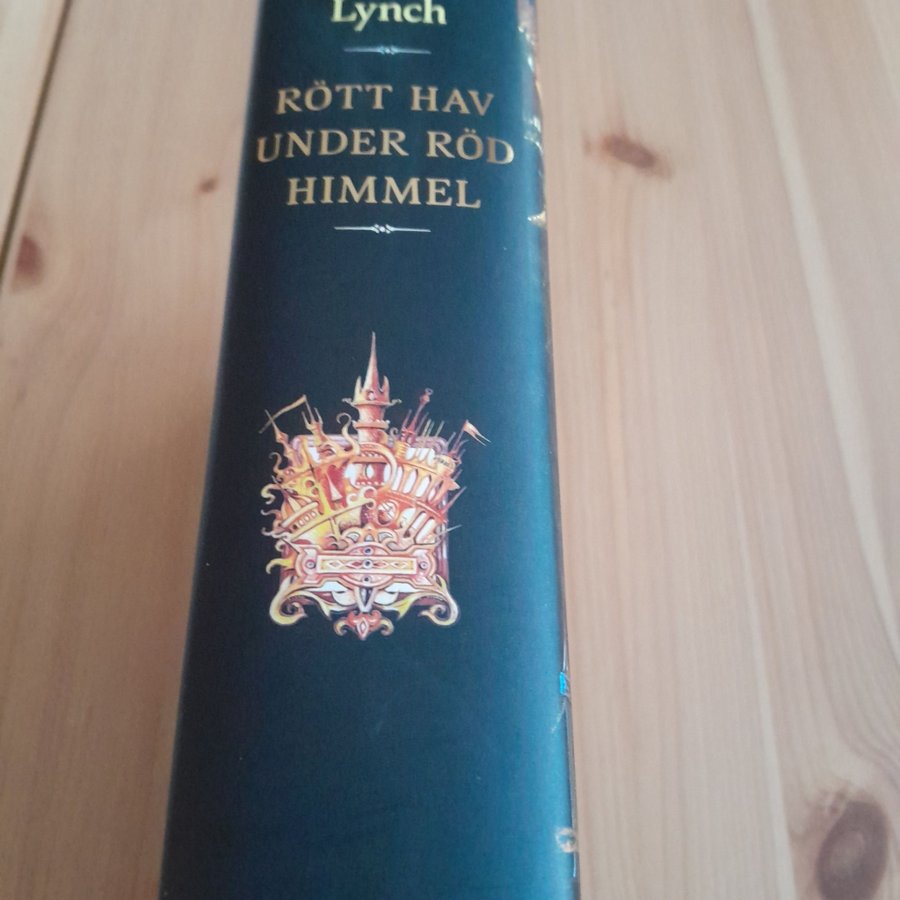 Lynch
RÖTT HAV
UNDER RÖD
HIMMEL